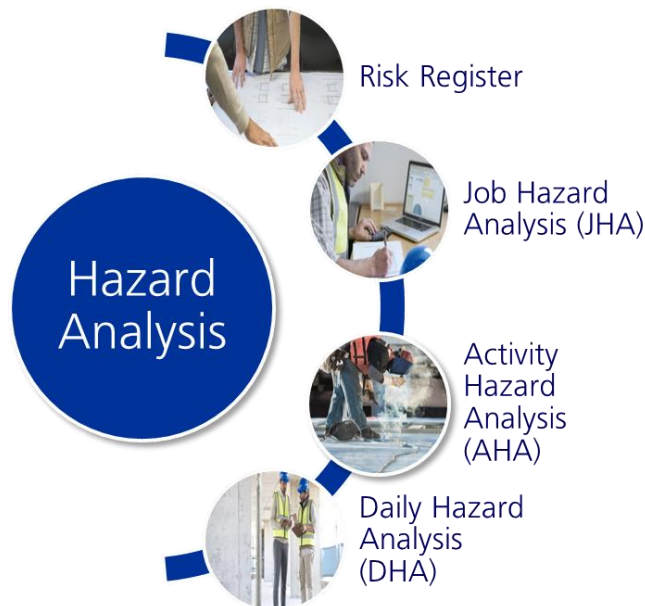 Risk Register
Job Hazard
Analysis (JHA)
Hazard
Analysis
Activity
Hazard
Analysis
(AHA)
Daily Hazard
Analysis
(DHA)